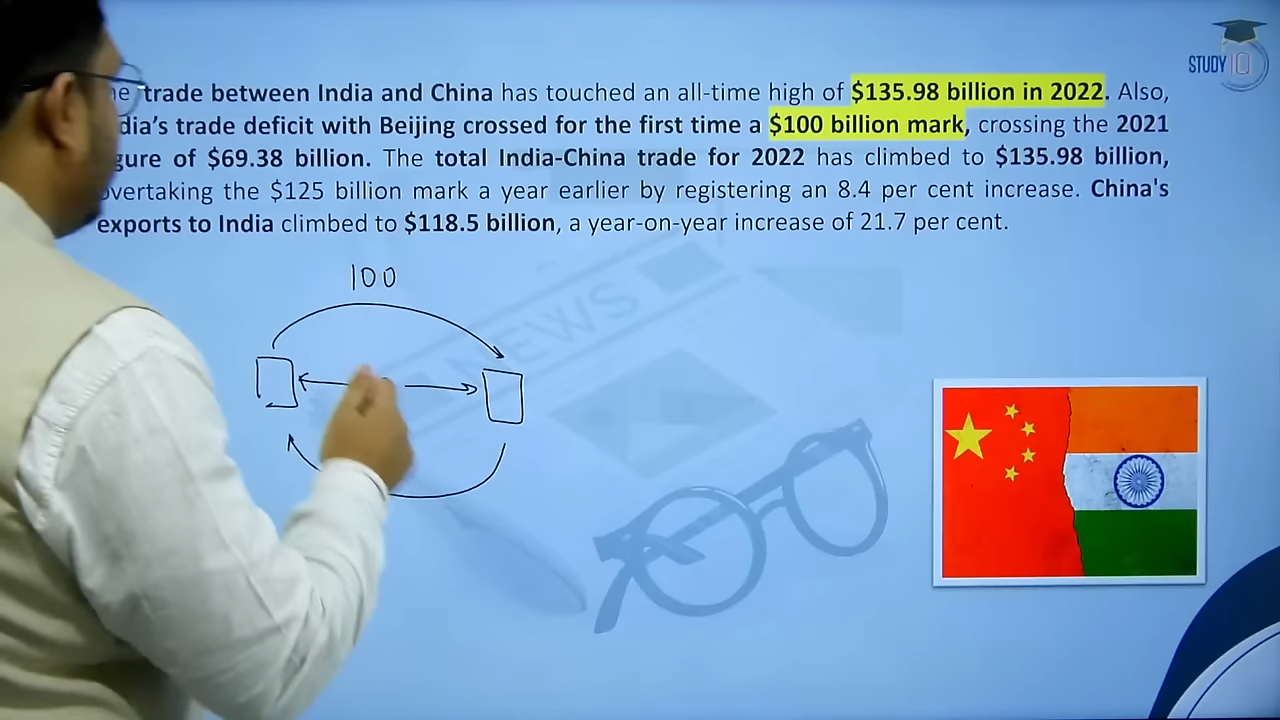 trade between India and China has touched an all-time high of $135.98 billion in 2022. Also,
trade deficit with Beijing crossed for the first time a $100 billion mark, crossing the 2021
of $69.38 billion. The total India-China trade for 2022 has climbed to $135.98 billion,
the $125 billion mark a year earlier by registering an 8.4 per cent increase. China's
exports to India climbed to $118.5 billion, a year-on-year increase of 21.7 per cent.
100
NEWS
STUDY IQ